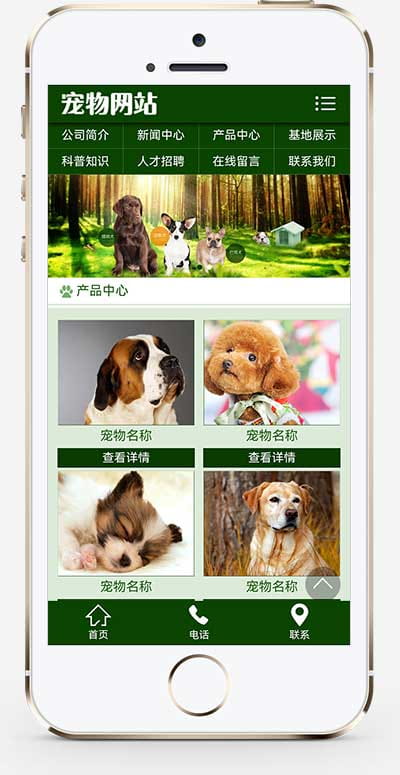 宠物网站
公司简介 新闻中心 产品中心 基地展示
科普知识 人才招聘 在线留言 联系我们
产品中心
宠物名称 宠物名称
查看详情 查看详情
宠物名称 宠物名称
首页 电话 联系